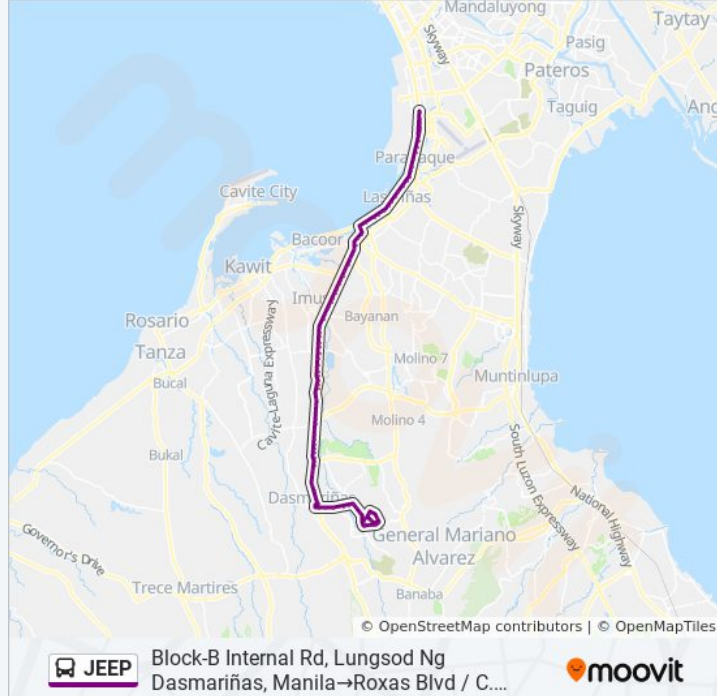 Mandaluyong
Skyway
Taytay
Pasig
Pateros
Taguig
Parañaque
Las Piñas
Cavite City
Bacoor
Skyway
Kawit
Imus
Rosario
Bayanan
Tanza
Cavite-Laguna Expressway
Molino 7
Muntinlupa
Bucal
Molino 4
Bukal
South Luzon Expressway
Dasmariñas
National Highway
Governor's Drive
General Mariano
Alvarez
Trece Martires
Banaba
© OpenStreetMap contributors | © OpenMapTiles
JEEP
Block-B Internal Rd, Lungsod Ng
Dasmariñas, Manila→Roxas Blvd / C....
moovit